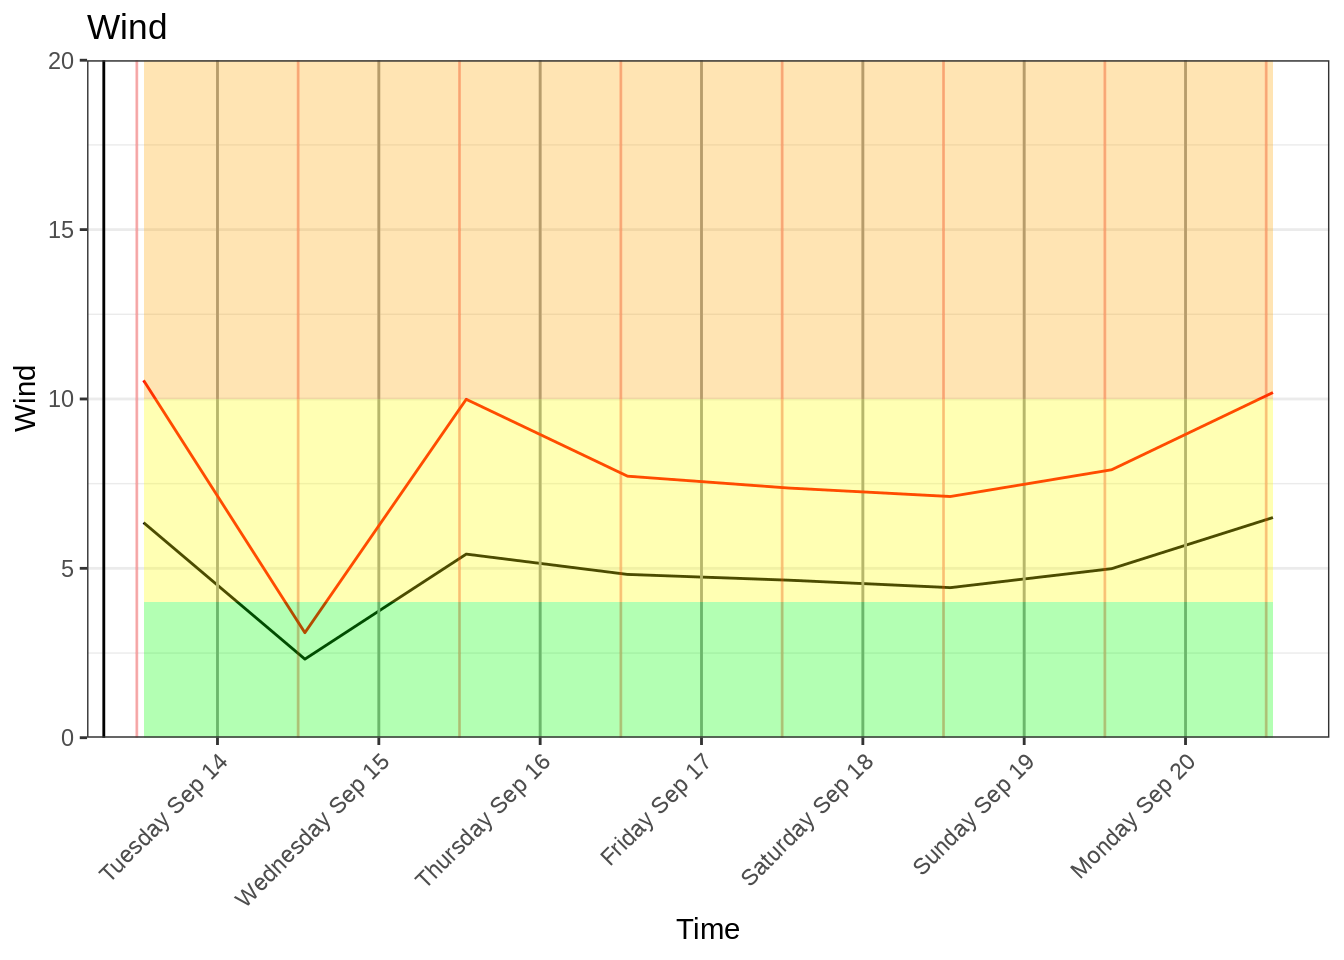 Wind
20
15
10
5
0
Wind
Tuesday Sep 14
Wednesday Sep 15
Thursday Sep 16
Friday Sep 17
Saturday Sep 18
Sunday Sep 19
Monday Sep 20
Time